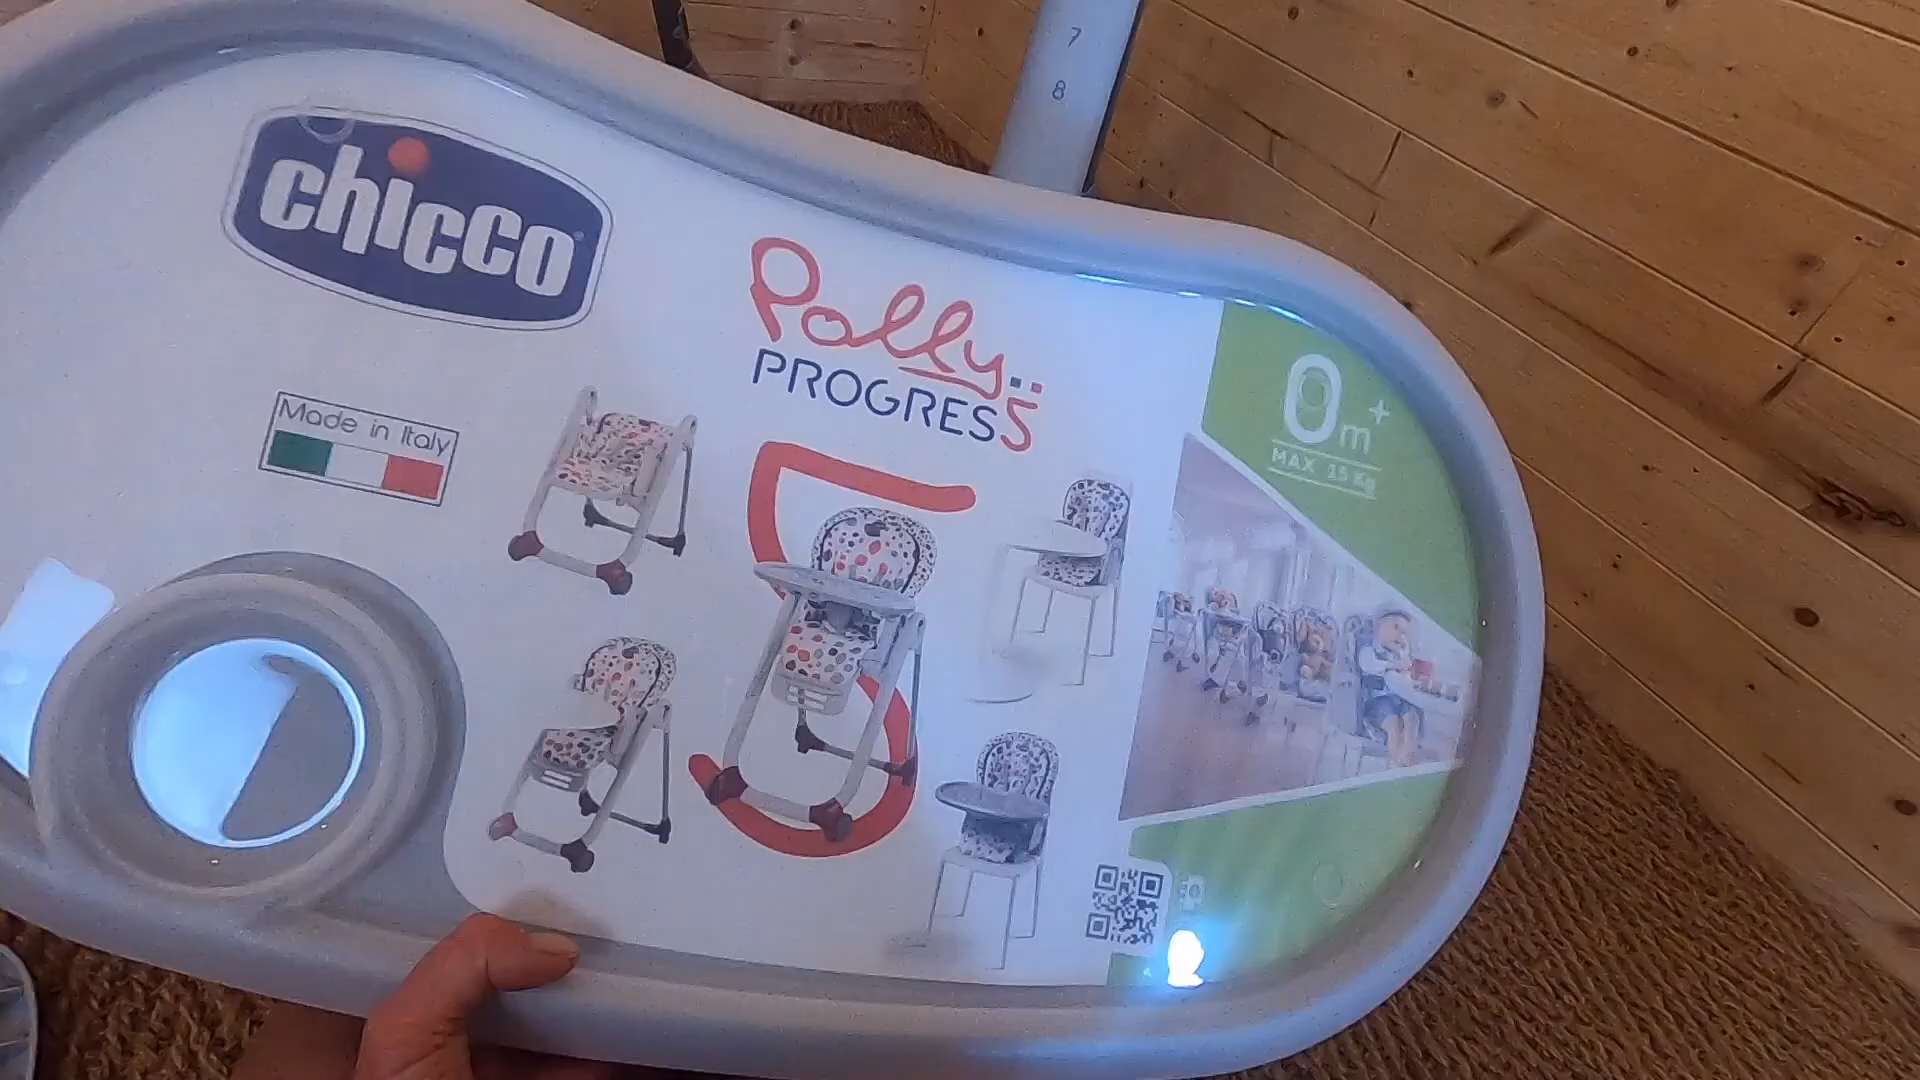 7
8
chicco
Polly
PROGRES5
Made in Italy
0m+
MAX 15 Kg